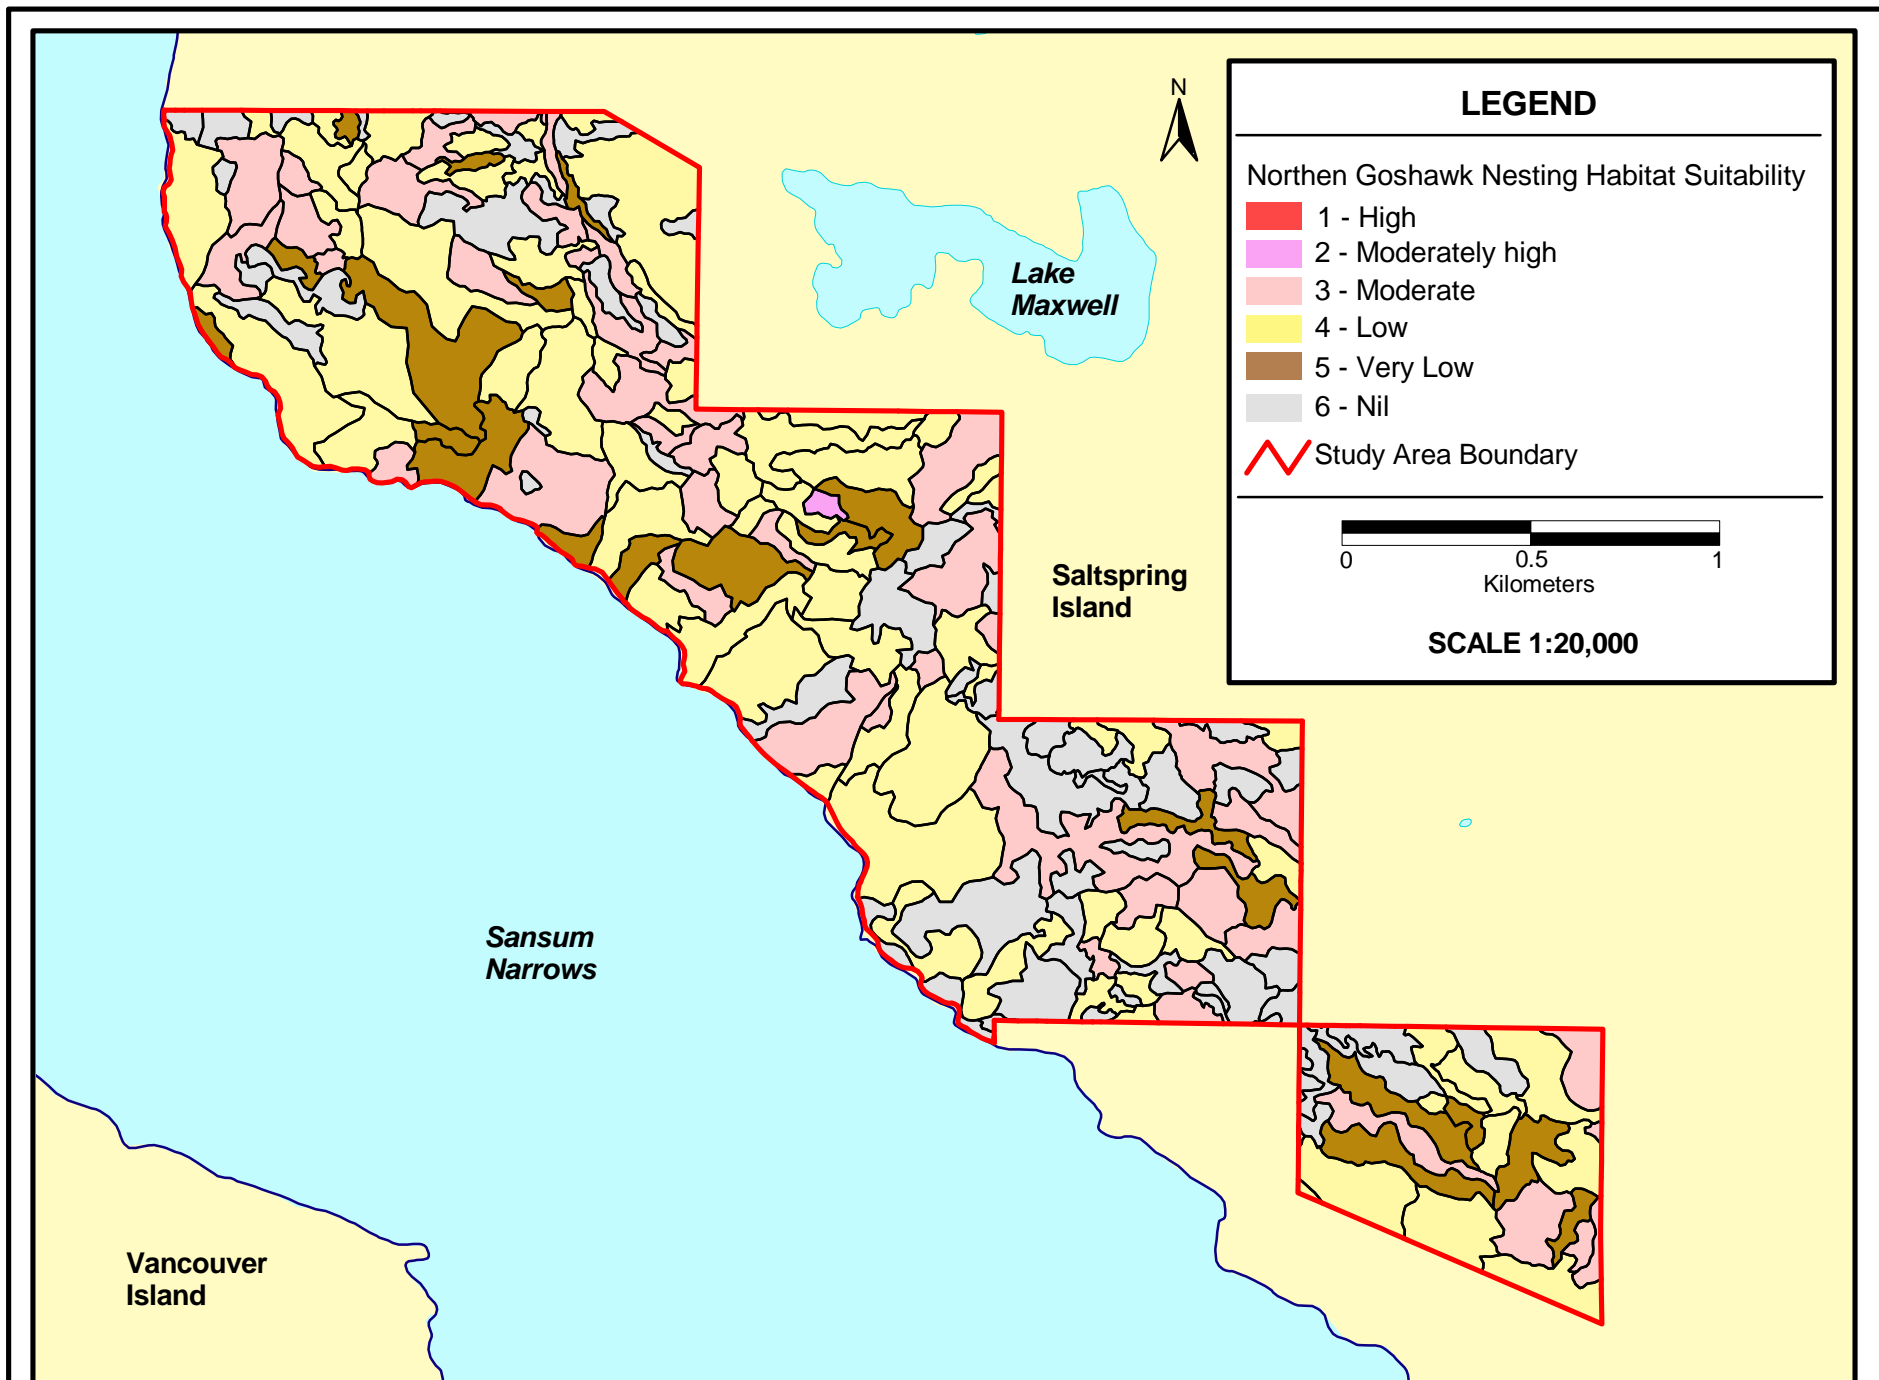 N
LEGEND
Northen Goshawk Nesting Habitat Suitability
1 - High
2 - Moderately high
3 - Moderate
4 - Low
5 - Very Low
6 - Nil
Study Area Boundary
0 0.5 1
Kilometers
SCALE 1:20,000
Lake
Maxwell
Saltspring
Island
Sansum
Narrows
Vancouver
Island